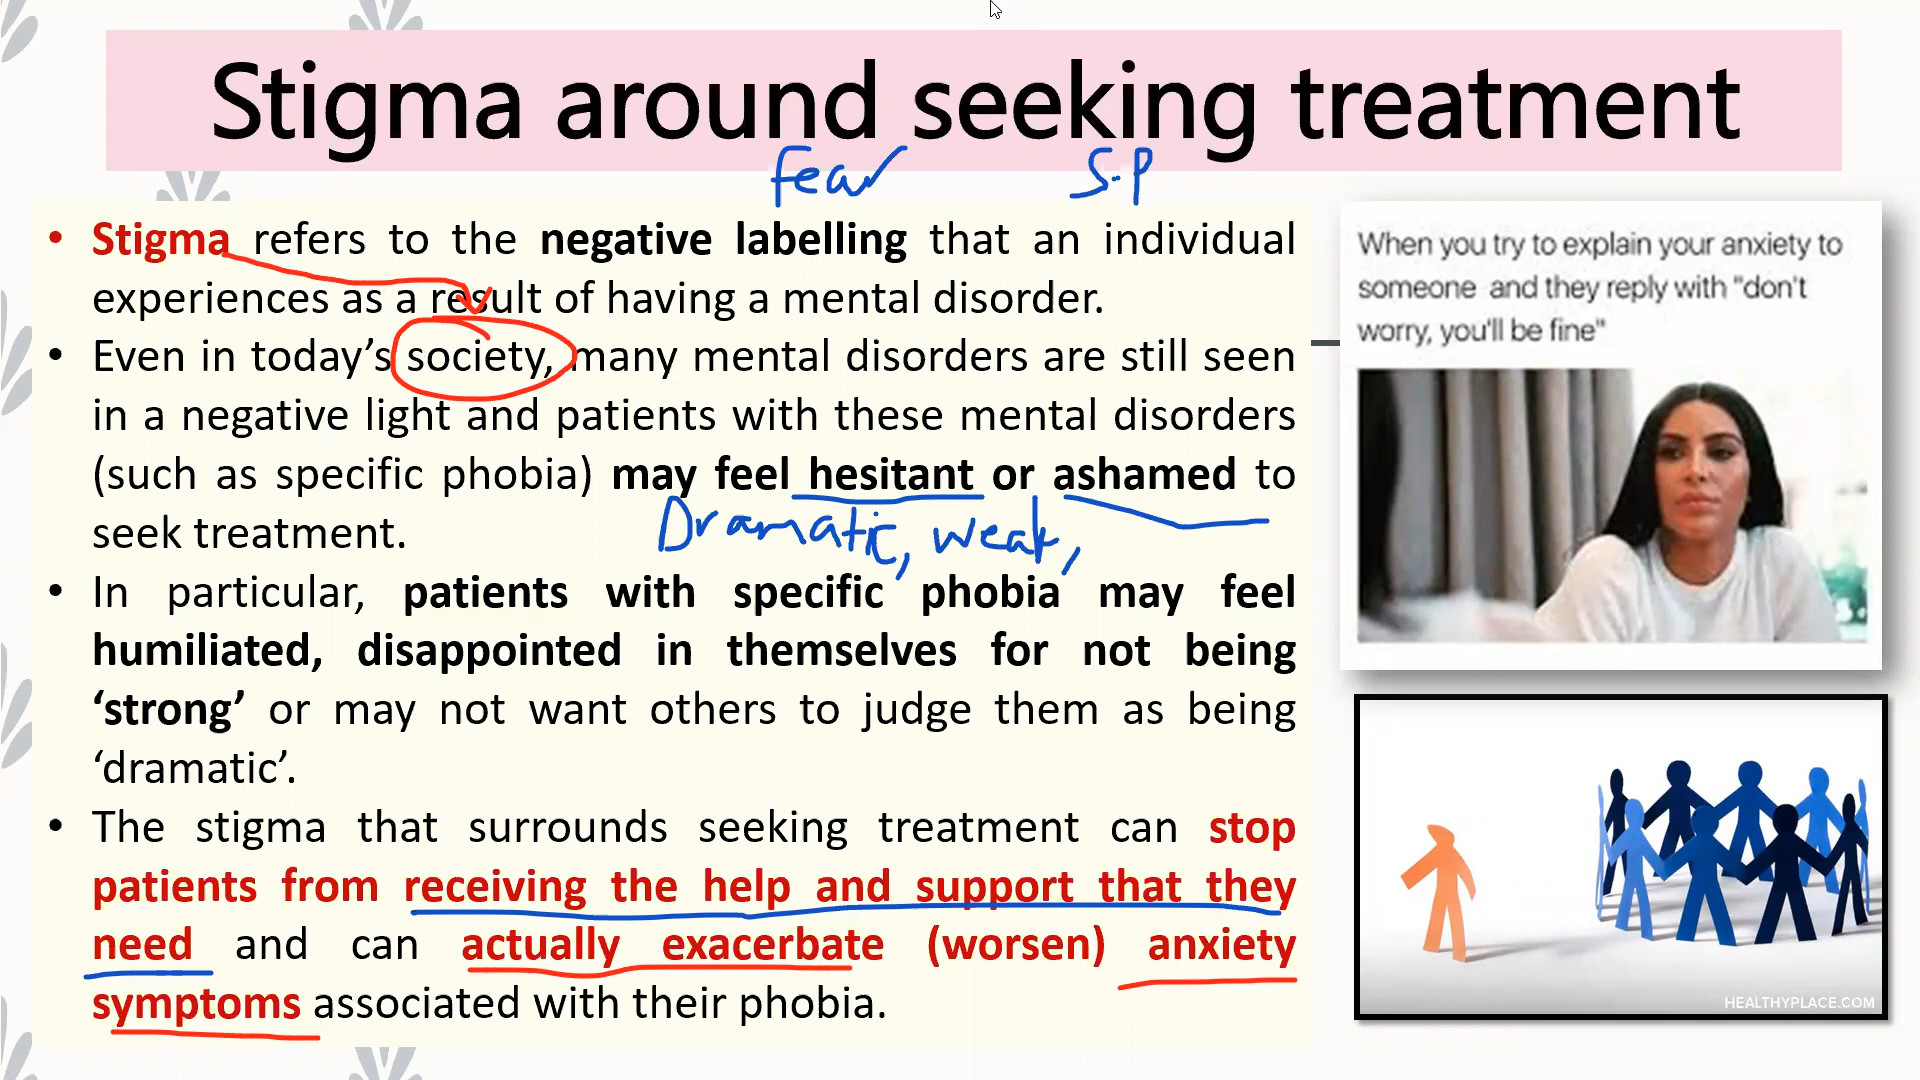 Stigma around seeking treatment
Fear S.P
• Stigma refers to the negative labelling that an individual
experiences as a result of having a mental disorder.
• Even in today’s society, many mental disorders are still seen
in a negative light and patients with these mental disorders
(such as specific phobia) may feel hesitant or ashamed to
seek treatment.
Dramatic, weak,
• In particular, patients with specific phobia may feel
humiliated, disappointed in themselves for not being
‘strong’ or may not want others to judge them as being
‘dramatic’.
• The stigma that surrounds seeking treatment can stop
patients from receiving the help and support that they
need and can actually exacerbate (worsen) anxiety
symptoms associated with their phobia.
When you try to explain your anxiety to
someone and they reply with "don't
worry, you'll be fine"
HEALTHYPLACE.COM